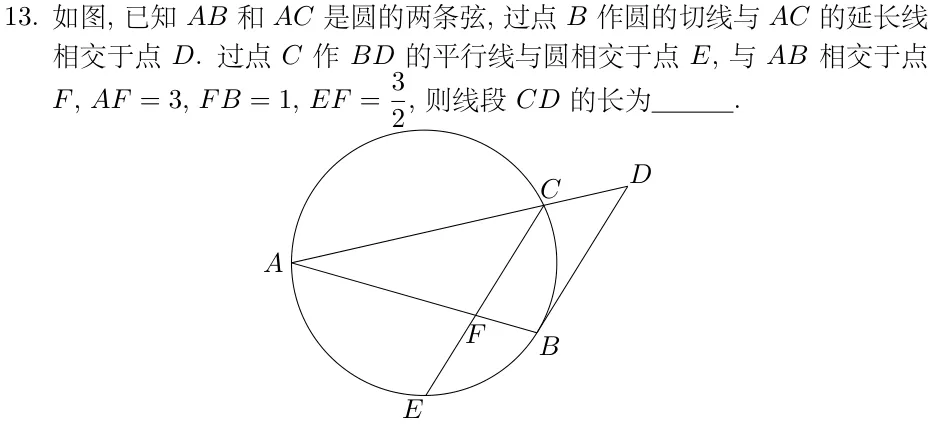 13. 如图, 已知 AB 和 AC 是圆的两条弦, 过点 B 作圆的切线与 AC 的延长线
相交于点 D. 过点 C 作 BD 的平行线与圆相交于点 E, 与 AB 相交于点
F, AF = 3, FB = 1, EF = 3/2, 则线段 CD 的长为______.
D
C
A
F
B
E